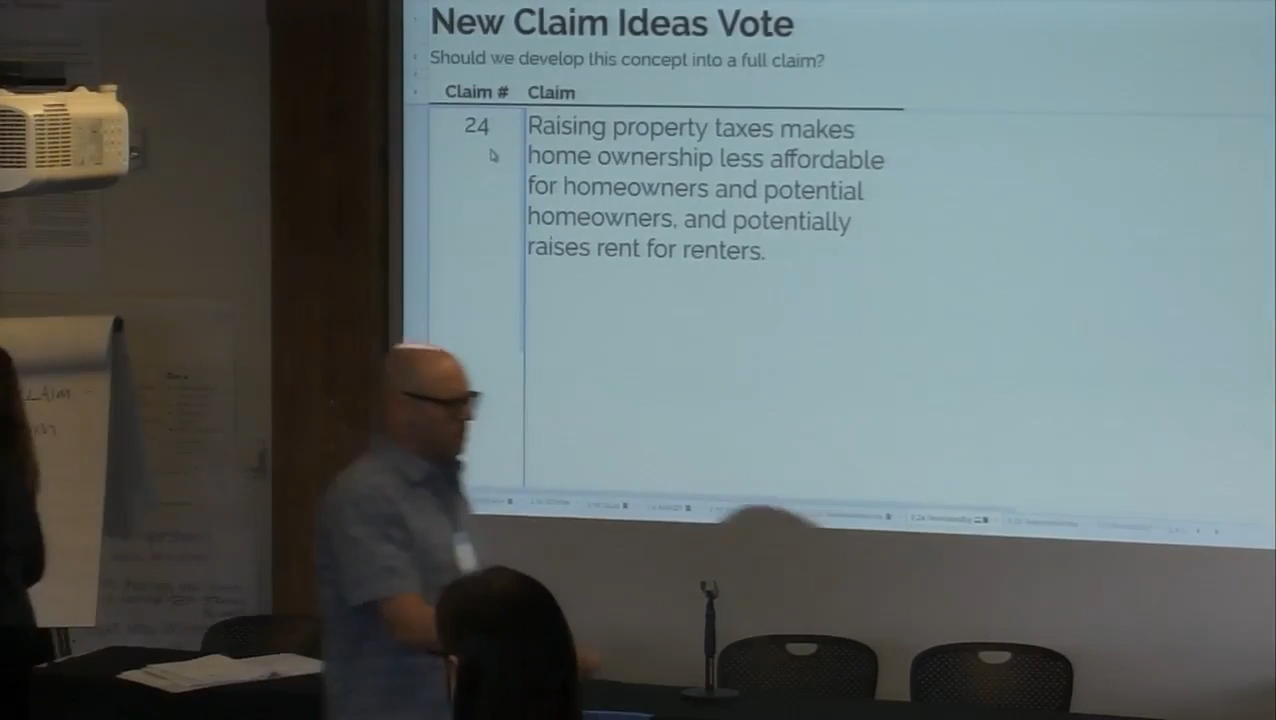 New Claim Ideas Vote
Should we develop this concept into a full claim?
Claim # Claim
24 Raising property taxes makes
home ownership less affordable
for homeowners and potential
homeowners, and potentially
raises rent for renters.